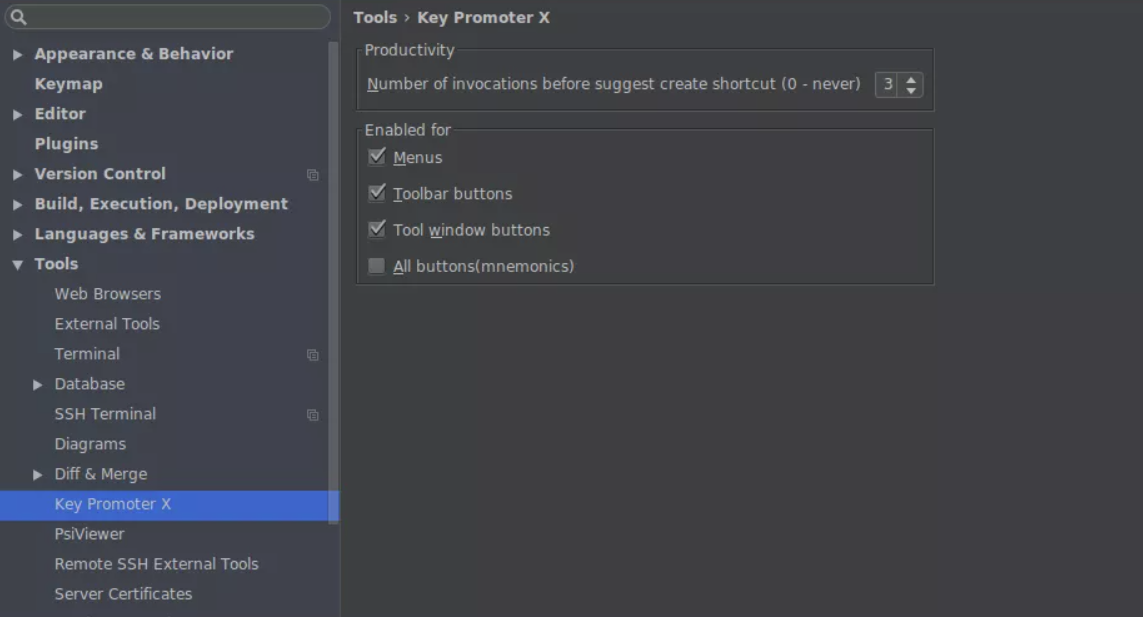 Appearance & Behavior
Keymap
Editor
Plugins
Version Control
Build, Execution, Deployment
Languages & Frameworks
Tools
Web Browsers
External Tools
Terminal
Database
SSH Terminal
Diagrams
Diff & Merge
Key Promoter X
PsiViewer
Remote SSH External Tools
Server Certificates
Tools › Key Promoter X
Productivity
Number of invocations before suggest create shortcut (0 - never) 3
Enabled for
Menus
Toolbar buttons
Tool window buttons
All buttons(mnemonics)